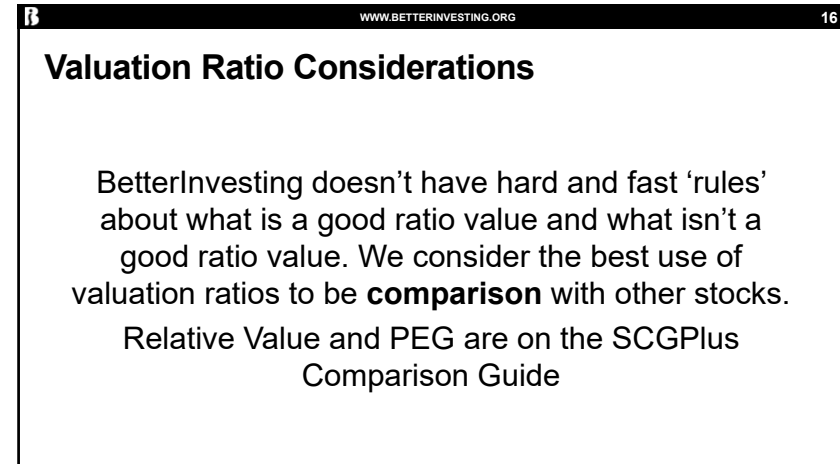 WWW.BETTERINVESTING.ORG
16
Valuation Ratio Considerations
BetterInvesting doesn’t have hard and fast ‘rules’
about what is a good ratio value and what isn’t a
good ratio value. We consider the best use of
valuation ratios to be comparison with other stocks.
Relative Value and PEG are on the SCGPlus
Comparison Guide